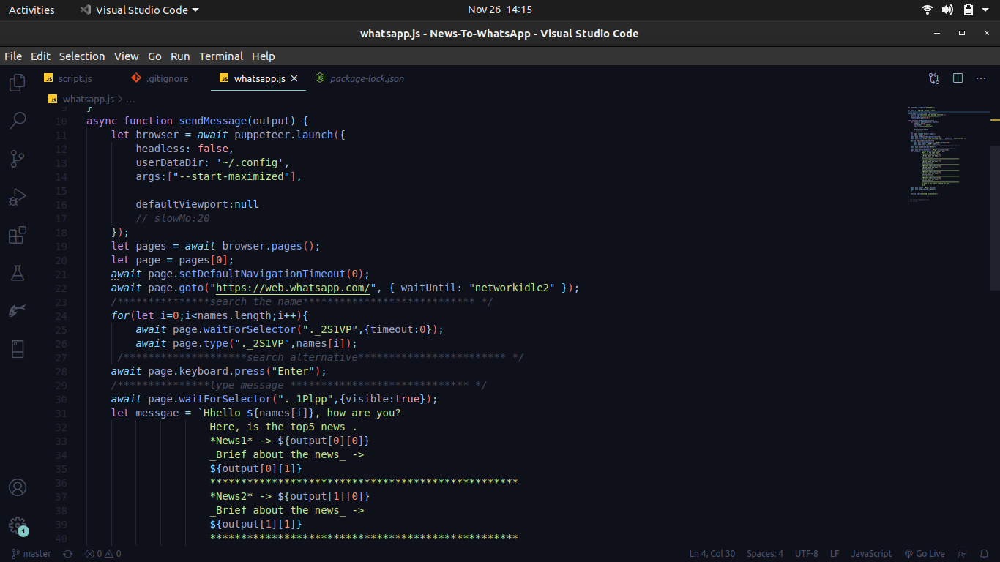 Activities
Visual Studio Code
Nov 26 14:15
whatsapp.js - News-To-WhatsApp - Visual Studio Code
File Edit Selection View Go Run Terminal Help
JS script.js
.gitignore
JS whatsapp.js
package-lock.json
JS whatsapp.js > ...
9 }
10 async function sendMessage(output) {
11 let browser = await puppeteer.launch({
12 headless: false,
13 userDataDir: '~/.config',
14 args:["--start-maximized"],
15
16 defaultViewport:null
17 // slowMo:20
18 });
19 let pages = await browser.pages();
20 let page = pages[0];
21 await page.setDefaultNavigationTimeout(0);
22 await page.goto("https://web.whatsapp.com/", { waitUntil: "networkidle2" });
23 /***************search the name**************************** */
24 for(let i=0;i<names.length;i++){
25 await page.waitForSelector("._2S1VP",{timeout:0});
26 await page.type("._2S1VP",names[i]);
27 /********************search alternative************************ */
28 await page.keyboard.press("Enter");
29 /***************type message ***************************** */
30 await page.waitForSelector("._1Plpp",{visible:true});
31 let messgae = `Hhello ${names[i]}, how are you?
32 Here, is the top5 news .
33 *News1* -> ${output[0][0]}
34 _Brief about the news_ ->
35 ${output[0][1]}
36 **************************************************
37 *News2* -> ${output[1][0]}
38 _Brief about the news_ ->
39 ${output[1][1]}
40 **************************************************
1
master
0 0
Ln 4, Col 30
Spaces: 4
UTF-8
LF
JavaScript
Go Live